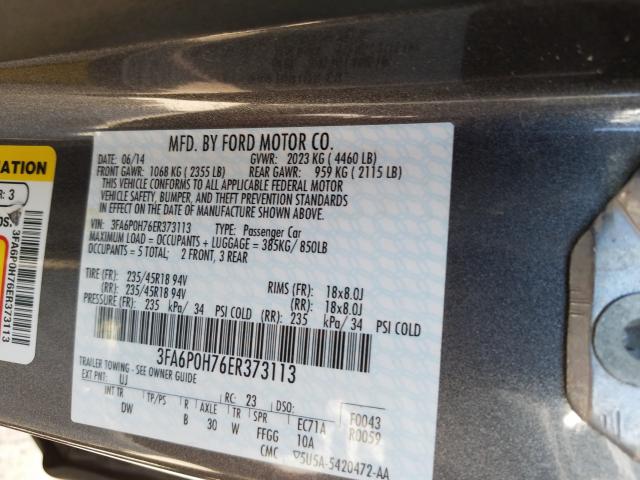 MFD. BY FORD MOTOR CO.
DATE: 06/14 GVWR: 2023 KG ( 4460 LB)
FRONT GAWR: 1068 KG ( 2355 LB) REAR GAWR: 959 KG ( 2115 LB)
THIS VEHICLE CONFORMS TO ALL APPLICABLE FEDERAL MOTOR
VEHICLE SAFETY, BUMPER, AND THEFT PREVENTION STANDARDS
IN EFFECT ON THE DATE OF MANUFACTURE SHOWN ABOVE.
VIN: 3FA6P0H76ER373113 TYPE: Passenger Car
MAXIMUM LOAD = OCCUPANTS + LUGGAGE = 385KG/ 850LB
OCCUPANTS = 5 TOTAL; 2 FRONT, 3 REAR
TIRE (FR): 235/45R18 94V RIMS (FR): 18x8.0J
(RR): 235/45R18 94V (RR): 18x8.0J
PRESSURE (FR): 235 kPa/ 34 PSI COLD (RR): 235 kPa/ 34 PSI COLD
3FA6P0H76ER373113
TRAILER TOWING - SEE OWNER GUIDE
EXT PNT: UJ RC: 23 DSO: F0043
INT TR TP/PS R AXLE TR SPR EC71A R0059
DW B 30 W FFGG 10A
CMC ▽5U5A-5420472-AA
NATION
R: 3
DS.
3FA6P0H76ER373113